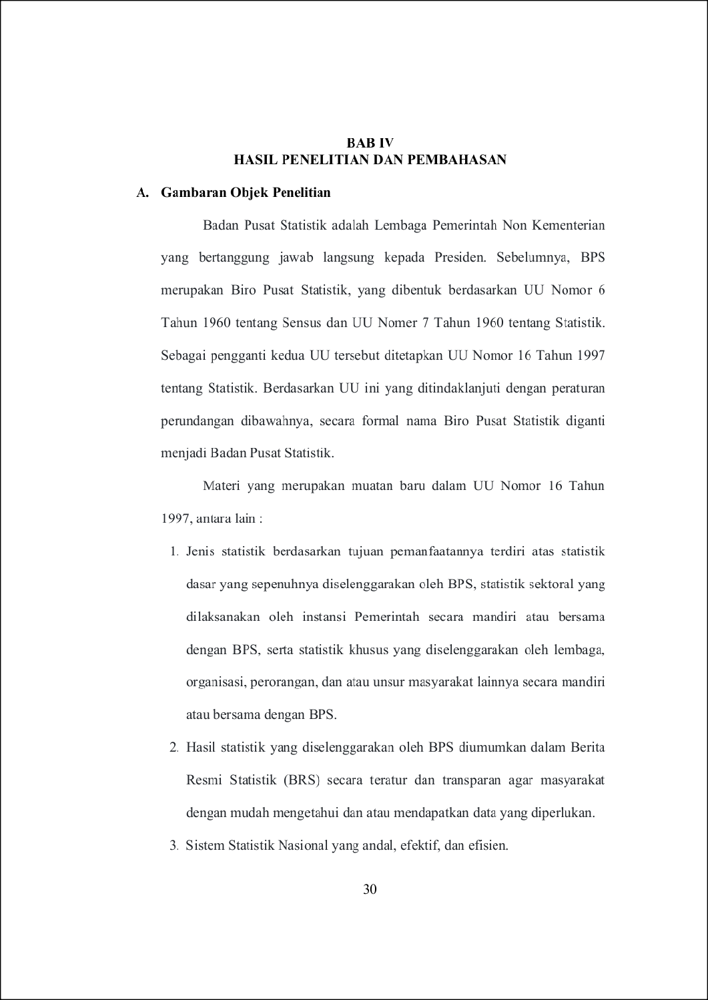 BAB IV
HASIL PENELITIAN DAN PEMBAHASAN
A. Gambaran Objek Penelitian
Badan Pusat Statistik adalah Lembaga Pemerintah Non Kementerian
yang bertanggung jawab langsung kepada Presiden. Sebelumnya, BPS
merupakan Biro Pusat Statistik, yang dibentuk berdasarkan UU Nomor 6
Tahun 1960 tentang Sensus dan UU Nomer 7 Tahun 1960 tentang Statistik.
Sebagai pengganti kedua UU tersebut ditetapkan UU Nomor 16 Tahun 1997
tentang Statistik. Berdasarkan UU ini yang ditindaklanjuti dengan peraturan
perundangan dibawahnya, secara formal nama Biro Pusat Statistik diganti
menjadi Badan Pusat Statistik.
Materi yang merupakan muatan baru dalam UU Nomor 16 Tahun
1997, antara lain :
1. Jenis statistik berdasarkan tujuan pemanfaatannya terdiri atas statistik
dasar yang sepenuhnya diselenggarakan oleh BPS, statistik sektoral yang
dilaksanakan oleh instansi Pemerintah secara mandiri atau bersama
dengan BPS, serta statistik khusus yang diselenggarakan oleh lembaga,
organisasi, perorangan, dan atau unsur masyarakat lainnya secara mandiri
atau bersama dengan BPS.
2. Hasil statistik yang diselenggarakan oleh BPS diumumkan dalam Berita
Resmi Statistik (BRS) secara teratur dan transparan agar masyarakat
dengan mudah mengetahui dan atau mendapatkan data yang diperlukan.
3. Sistem Statistik Nasional yang andal, efektif, dan efisien.
30